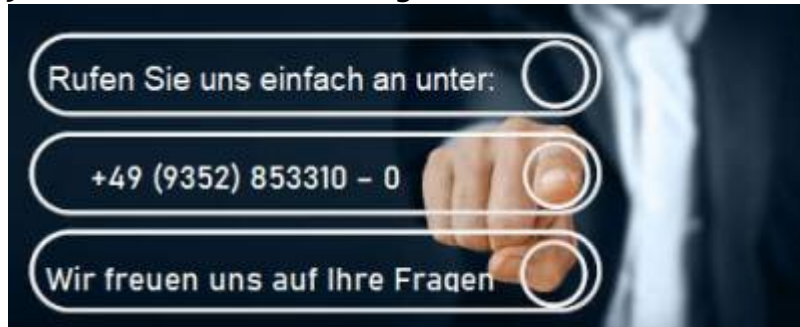 Rufen Sie uns einfach an unter:
+49 (9352) 853310 – 0
Wir freuen uns auf Ihre Fragen